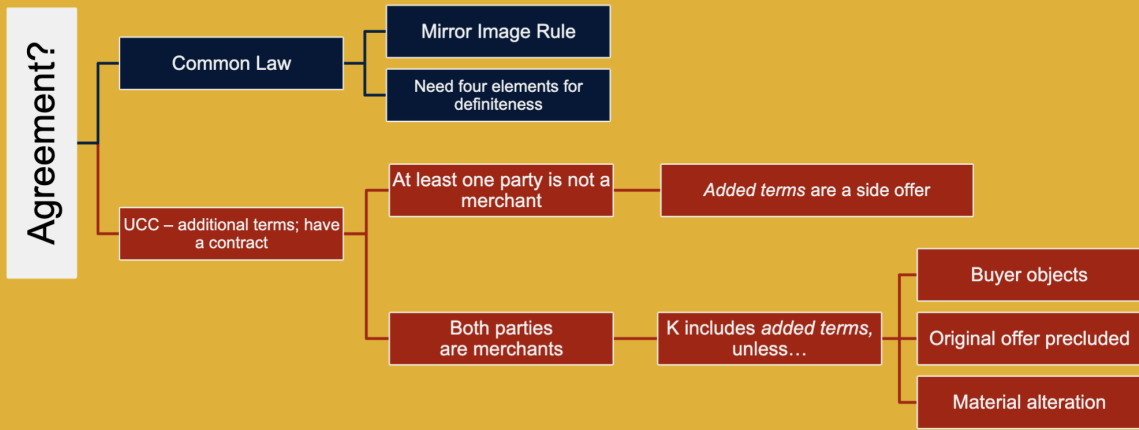 Agreement?
Common Law
Mirror Image Rule
Need four elements for
definiteness
UCC – additional terms; have
a contract
At least one party is not a
merchant
Added terms are a side offer
Both parties
are merchants
K includes added terms,
unless…
Buyer objects
Original offer precluded
Material alteration